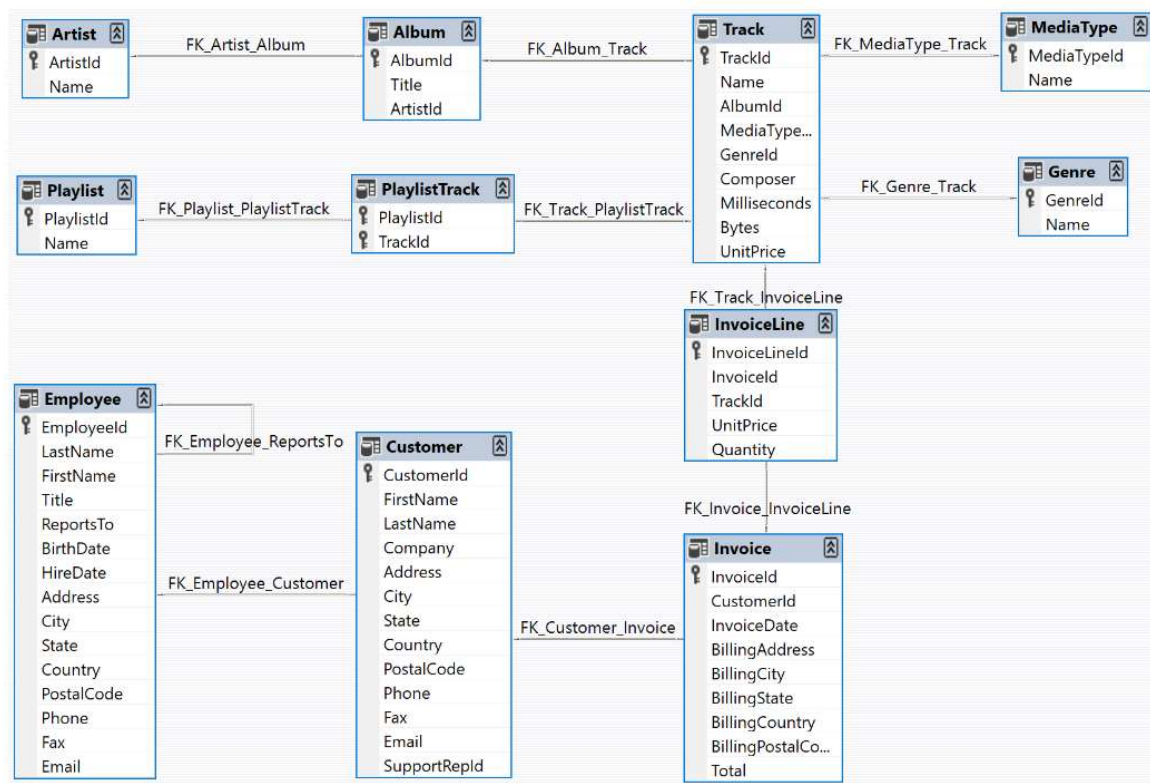 Artist
ArtistId
Name
FK_Artist_Album
Album
AlbumId
Title
ArtistId
FK_Album_Track
Track
TrackId
Name
AlbumId
MediaType...
GenreId
Composer
Milliseconds
Bytes
UnitPrice
FK_MediaType_Track
MediaType
MediaTypeId
Name
Playlist
PlaylistId
Name
FK_Playlist_PlaylistTrack
PlaylistTrack
PlaylistId
TrackId
FK_Track_PlaylistTrack
FK_Genre_Track
Genre
GenreId
Name
FK_Track_InvoiceLine
InvoiceLine
InvoiceLineId
InvoiceId
TrackId
UnitPrice
Quantity
Employee
EmployeeId
LastName
FirstName
Title
ReportsTo
BirthDate
HireDate
Address
City
State
Country
PostalCode
Phone
Fax
Email
FK_Employee_ReportsTo
FK_Employee_Customer
Customer
CustomerId
FirstName
LastName
Company
Address
City
State
Country
PostalCode
Phone
Fax
Email
SupportRepId
FK_Customer_Invoice
FK_Invoice_InvoiceLine
Invoice
InvoiceId
CustomerId
InvoiceDate
BillingAddress
BillingCity
BillingState
BillingCountry
BillingPostalCo...
Total